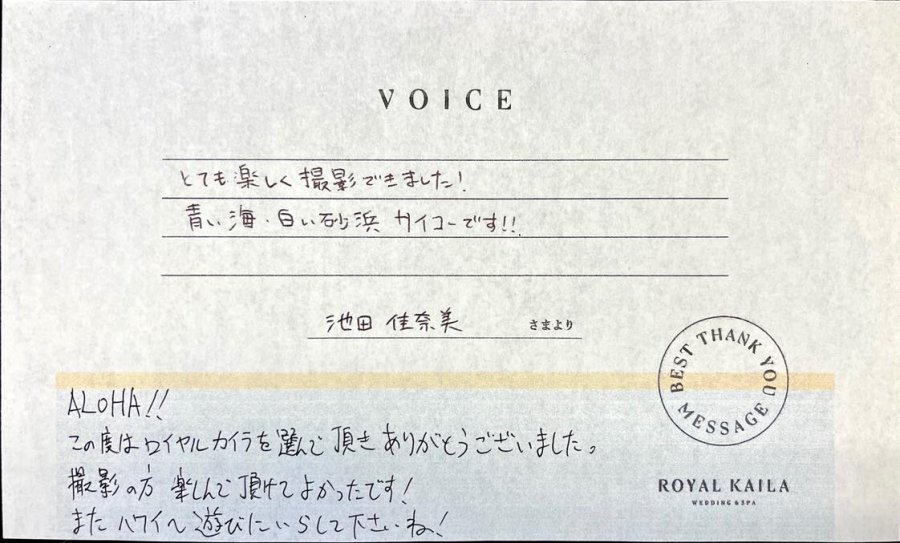 VOICE
とても楽しく撮影できました!
青い海・白い砂浜 サイコーです!!
池田 佳奈美 さまより
BEST THANK YOU MESSAGE
ALOHA!!
この度はロイヤルカイラを選んで頂きありがとうございました。
撮影の方 楽しんで頂けてよかったです!
また ハワイへ遊びにいらして下さいね!
ROYAL KAILA
WEDDING & SPA